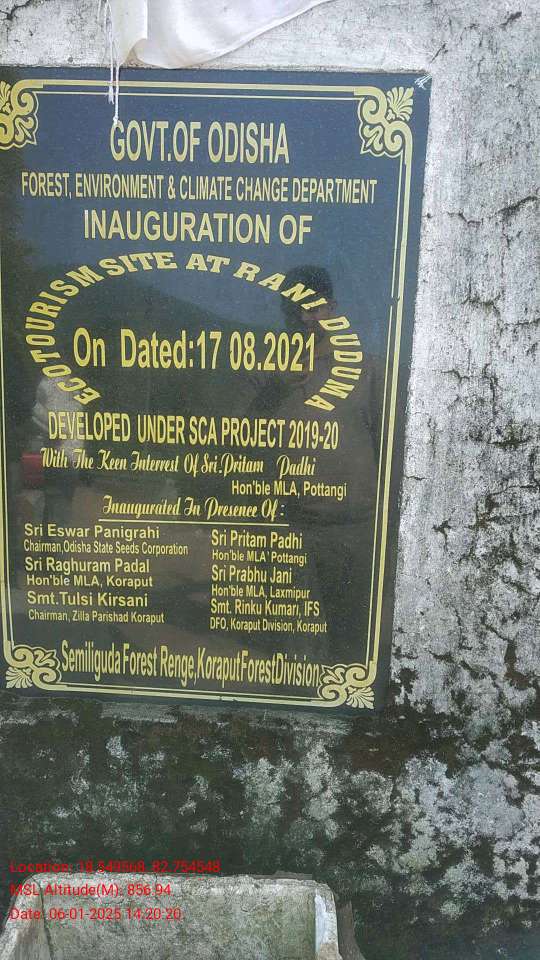 GOVT.OF ODISHA
FOREST, ENVIRONMENT & CLIMATE CHANGE DEPARTMENT
INAUGURATION OF
ECOTOURISM SITE AT RANI DUDUMA
On Dated:17 08.2021
DEVELOPED UNDER SCA PROJECT 2019-20
With The Keen Interrest Of Sri.Pritam Padhi
Hon'ble MLA, Pottangi
Inaugurated In Presence Of :
Sri Eswar Panigrahi
Chairman,Odisha State Seeds Corporation
Sri Raghuram Padal
Hon'ble MLA, Koraput
Smt.Tulsi Kirsani
Chairman, Zilla Parishad Koraput
Sri Pritam Padhi
Hon'ble MLA' Pottangi
Sri Prabhu Jani
Hon'ble MLA, Laxmipur
Smt. Rinku Kumari, IFS
DFO, Koraput Division, Koraput
Semiliguda Forest Renge,KoraputForestDivision
Location: 18.549568, 82.754548
MSL Altitude(M): 856.94
Date: 06-01-2025 14:20:20